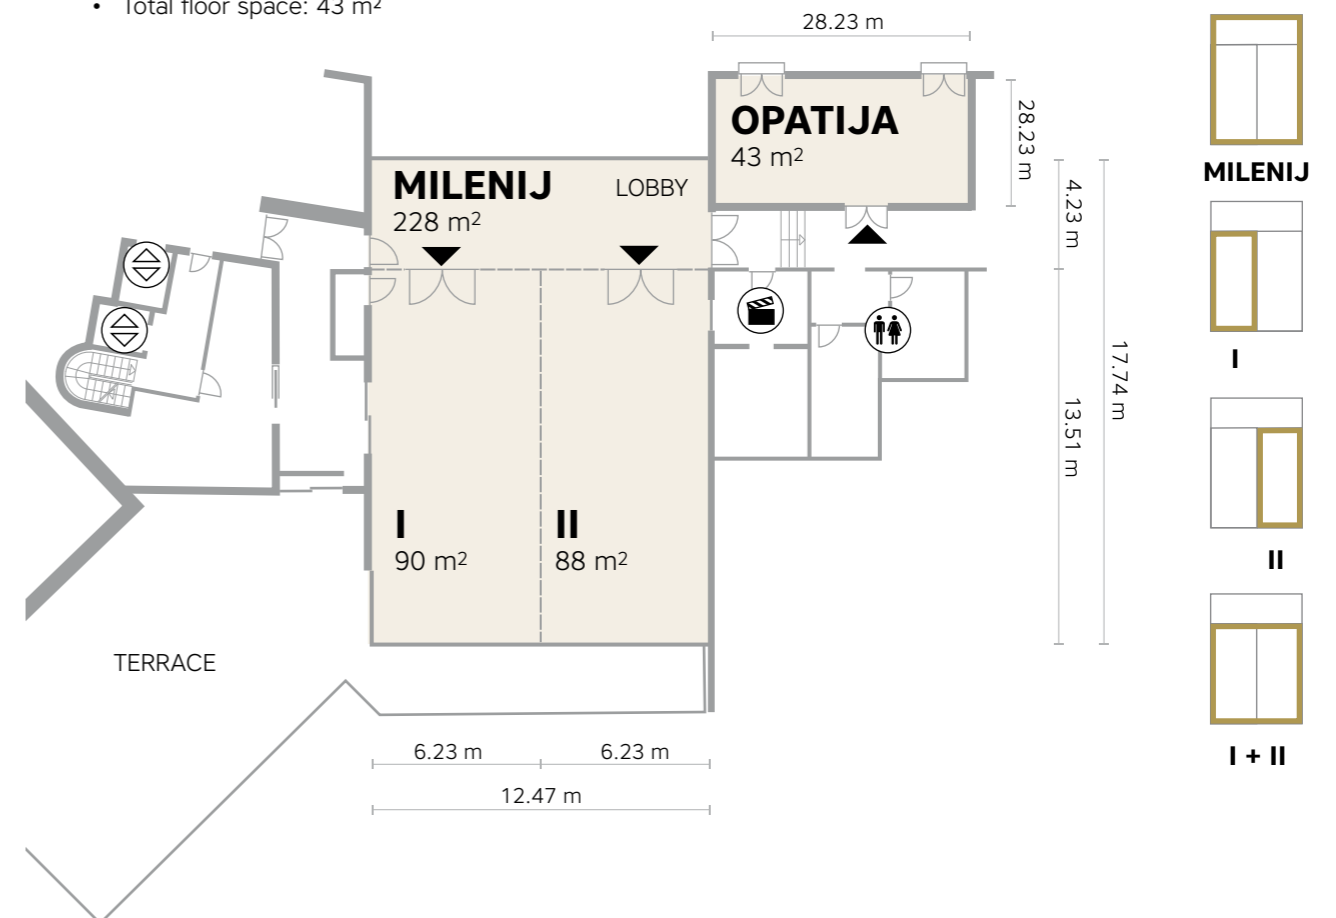 • Total floor space: 43 m²
28.23 m
OPATIJA
43 m²
28.23 m
MILENIJ
228 m²
LOBBY
4.23 m
17.74 m
13.51 m
I
90 m²
II
88 m²
TERRACE
6.23 m
6.23 m
12.47 m
MILENIJ
I
II
I + II